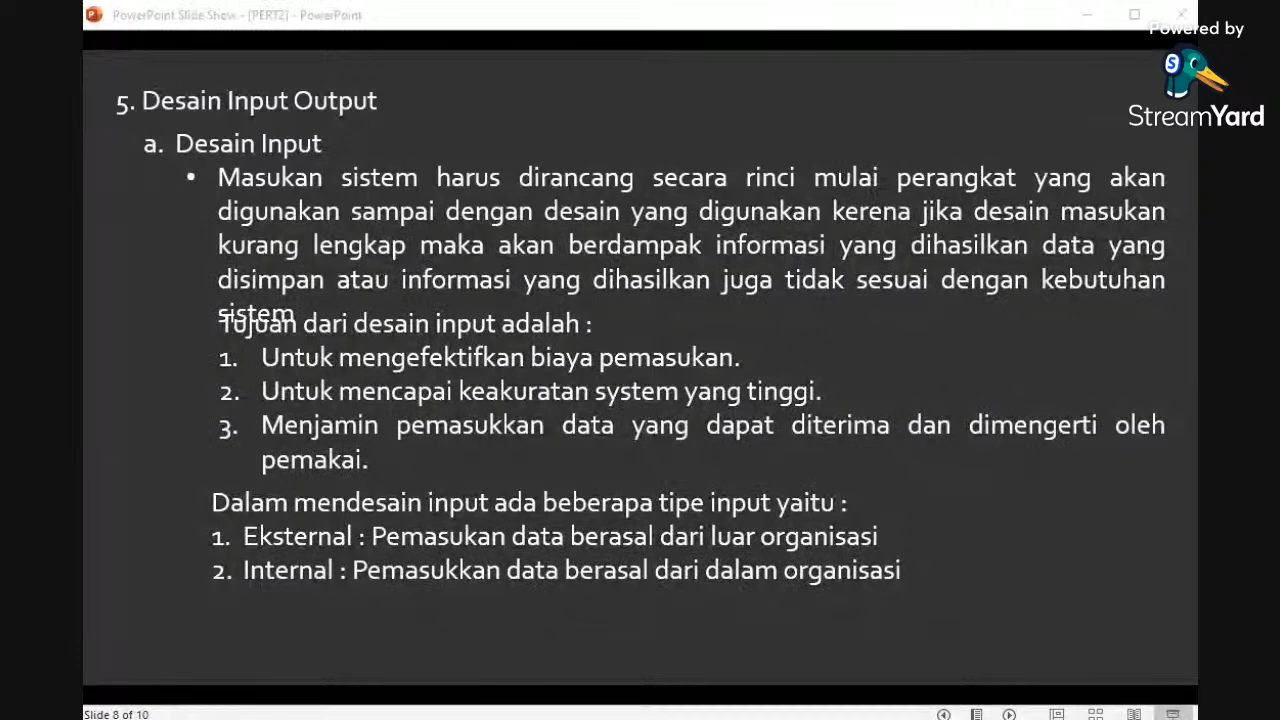 PowerPoint Slide Show - [PERT2] - PowerPoint
Powered by
StreamYard
5. Desain Input Output
a. Desain Input
• Masukan sistem harus dirancang secara rinci mulai perangkat yang akan
digunakan sampai dengan desain yang digunakan kerena jika desain masukan
kurang lengkap maka akan berdampak informasi yang dihasilkan data yang
disimpan atau informasi yang dihasilkan juga tidak sesuai dengan kebutuhan
sistem
Tujuan dari desain input adalah :
1. Untuk mengefektifkan biaya pemasukan.
2. Untuk mencapai keakuratan system yang tinggi.
3. Menjamin pemasukkan data yang dapat diterima dan dimengerti oleh
pemakai.
Dalam mendesain input ada beberapa tipe input yaitu :
1. Eksternal : Pemasukan data berasal dari luar organisasi
2. Internal : Pemasukkan data berasal dari dalam organisasi
Slide 8 of 10